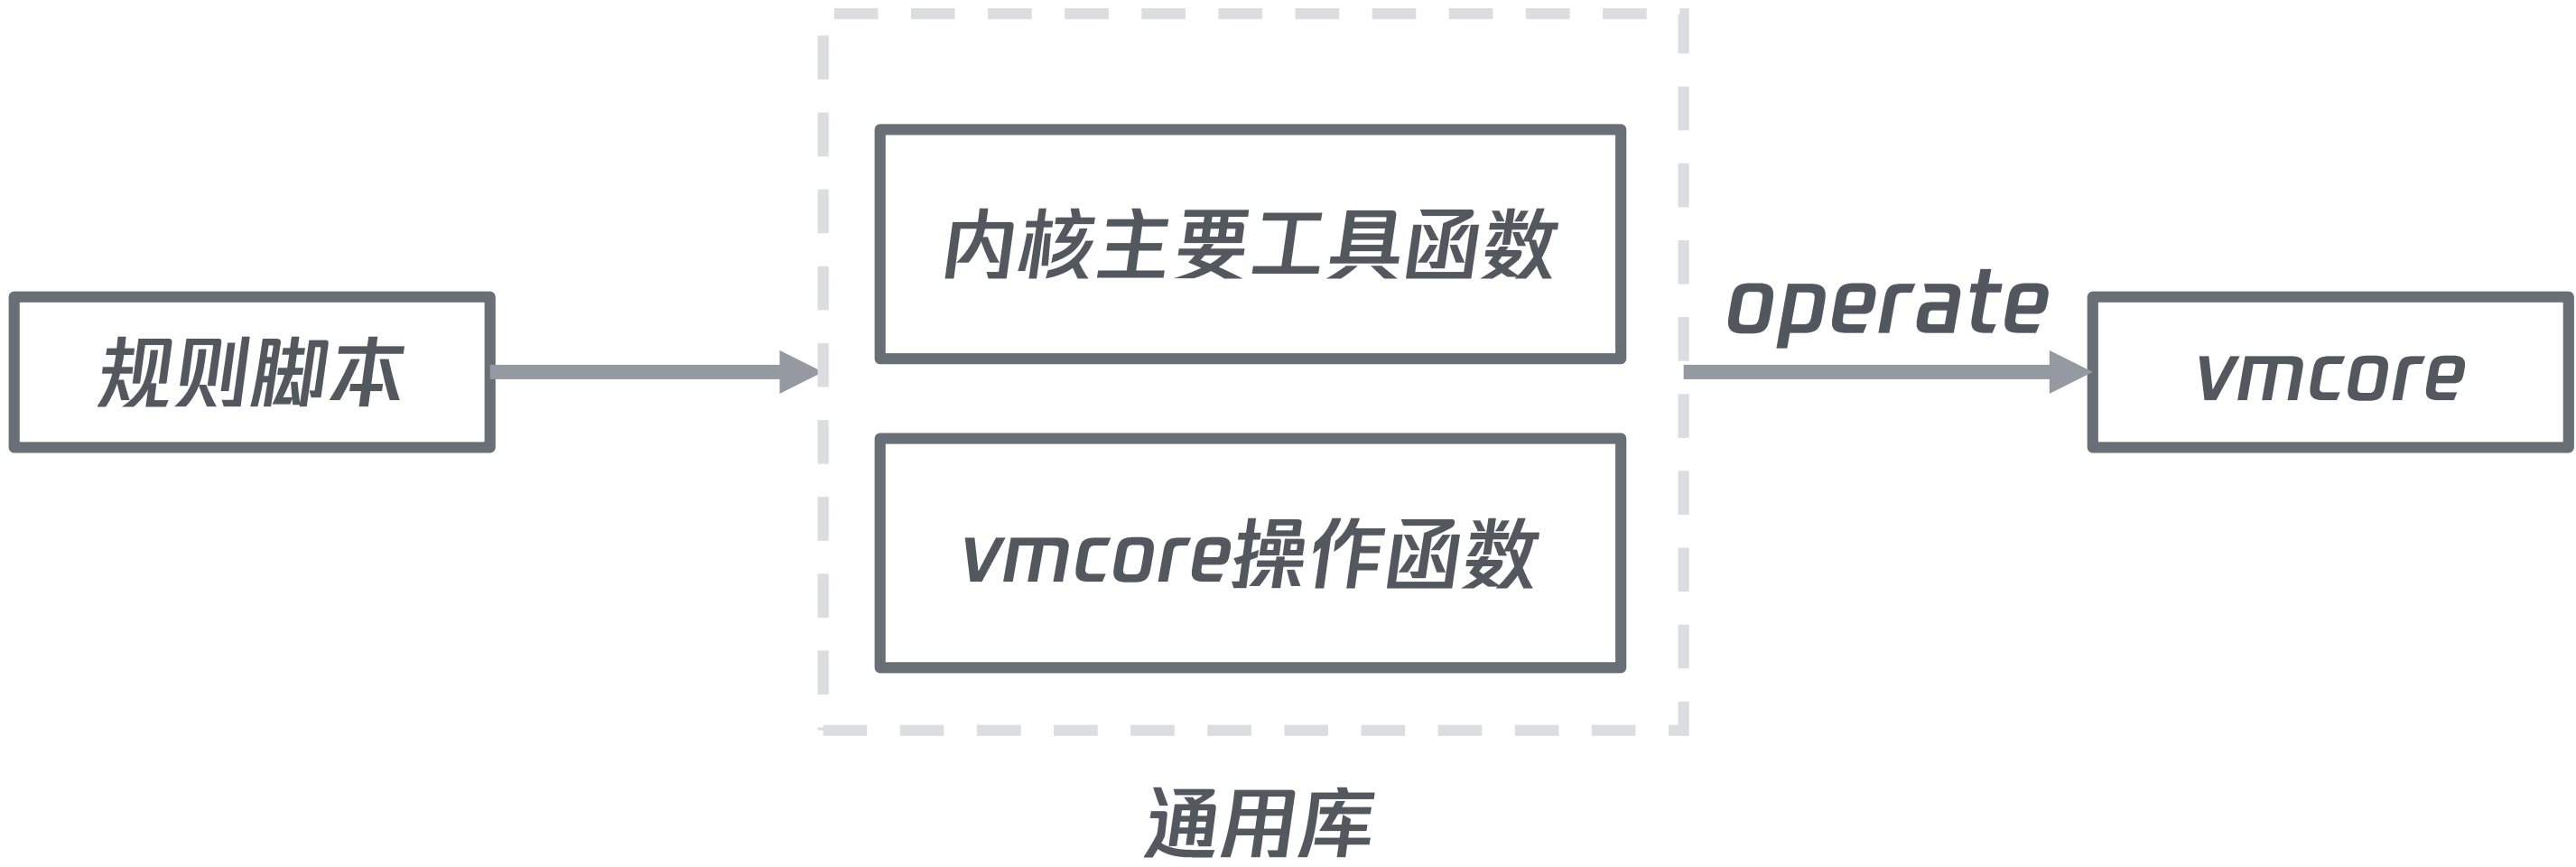 规则脚本
内核主要工具函数
vmcore操作函数
通用库
operate
vmcore